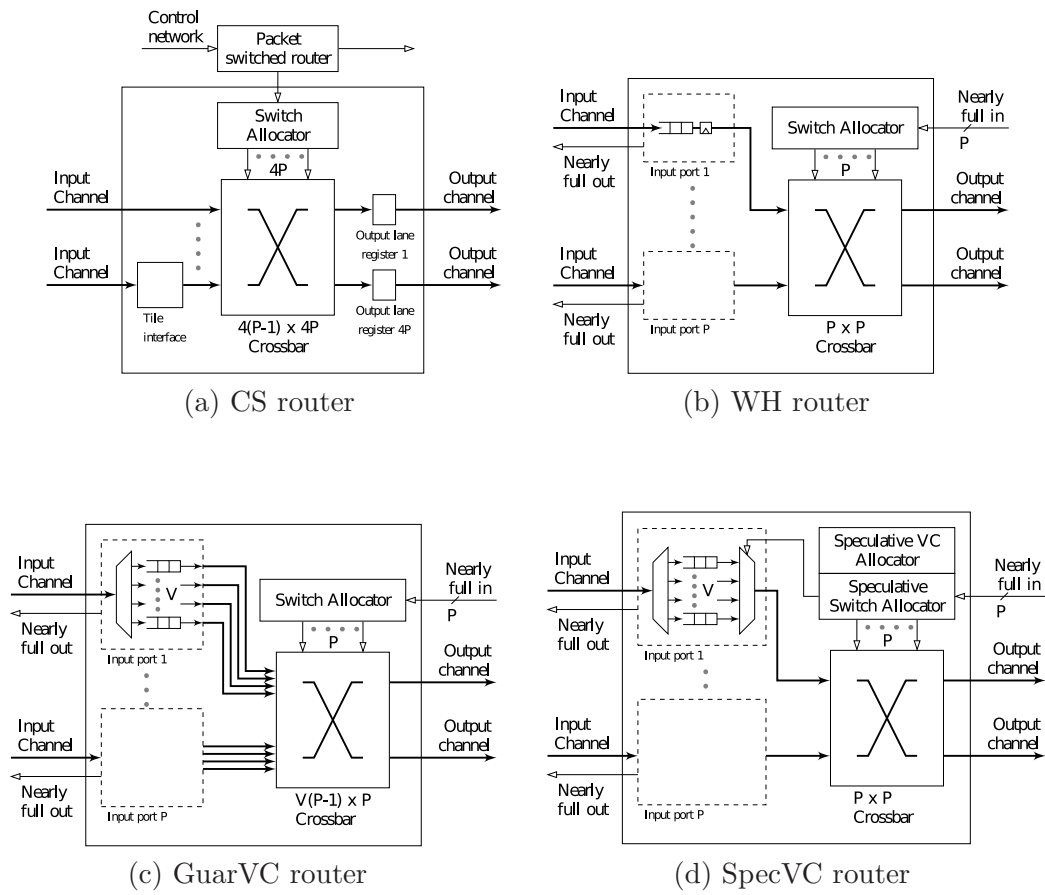 Control
network
Packet
switched router
Switch
Allocator
4P
Input
Channel
Output
channel
Output lane
register 1
Input
Channel
Output
channel
Tile
interface
Output lane
register 4P
4(P-1) x 4P
Crossbar
(a) CS router
Input
Channel
Nearly
full out
Input port 1
Switch Allocator
Nearly
full in
P
P
Output
channel
Input
Channel
Output
channel
Nearly
full out
Input port P
P x P
Crossbar
(b) WH router
Input
Channel
V
Nearly
full out
Input port 1
Switch Allocator
Nearly
full in
P
P
Output
channel
Input
Channel
Output
channel
Nearly
full out
Input port P
V(P-1) x P
Crossbar
(c) GuarVC router
Input
Channel
V
Nearly
full out
Input port 1
Speculative VC
Allocator
Speculative
Switch Allocator
Nearly
full in
P
P
Output
channel
Input
Channel
Output
channel
Nearly
full out
Input port P
P x P
Crossbar
(d) SpecVC router